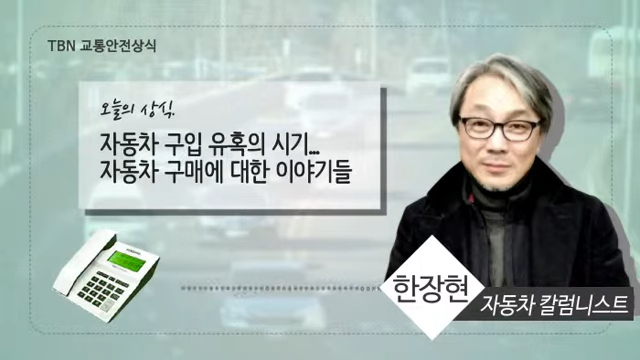 TBN 교통안전상식
오늘의 상식.
자동차 구입 유혹의 시기...
자동차 구매에 대한 이야기들
한장현
자동차 칼럼니스트